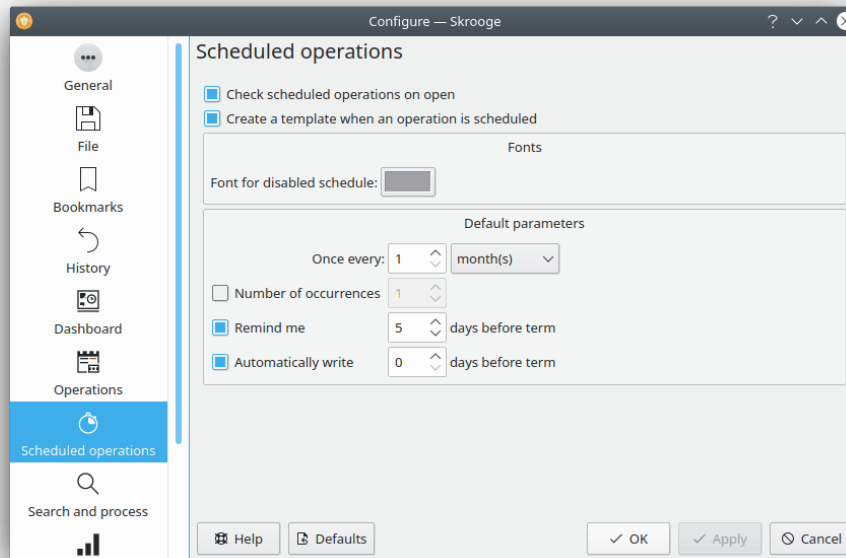 Configure — Skrooge
General
File
Bookmarks
History
Dashboard
Operations
Scheduled operations
Search and process
Scheduled operations
Check scheduled operations on open
Create a template when an operation is scheduled
Fonts
Font for disabled schedule:
Default parameters
Once every: 1 month(s)
Number of occurrences 1
Remind me 5 days before term
Automatically write 0 days before term
Help Defaults OK Apply Cancel